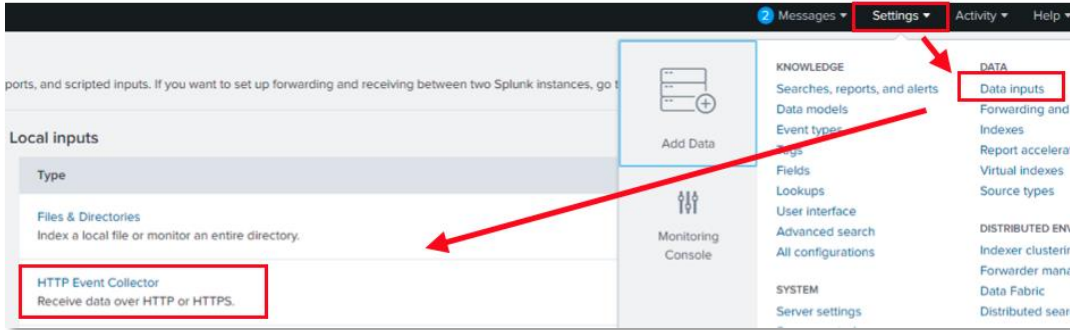 2 Messages Settings Activity Help
ports, and scripted inputs. If you want to set up forwarding and receiving between two Splunk instances, go t
Local inputs
Type
Files & Directories
Index a local file or monitor an entire directory.
HTTP Event Collector
Receive data over HTTP or HTTPS.
Add Data
Monitoring
Console
KNOWLEDGE
Searches, reports, and alerts
Data models
Event types
Tags
Fields
Lookups
User interface
Advanced search
All configurations
SYSTEM
Server settings
DATA
Data inputs
Forwarding and
Indexes
Report accelera
Virtual indexes
Source types
DISTRIBUTED ENV
Indexer clusterin
Forwarder mana
Data Fabric
Distributed sear